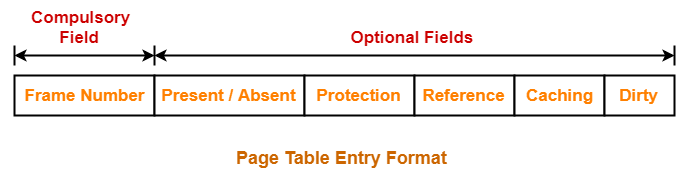 Compulsory
Field
Optional Fields
Frame Number
Present / Absent
Protection
Reference
Caching
Dirty
Page Table Entry Format